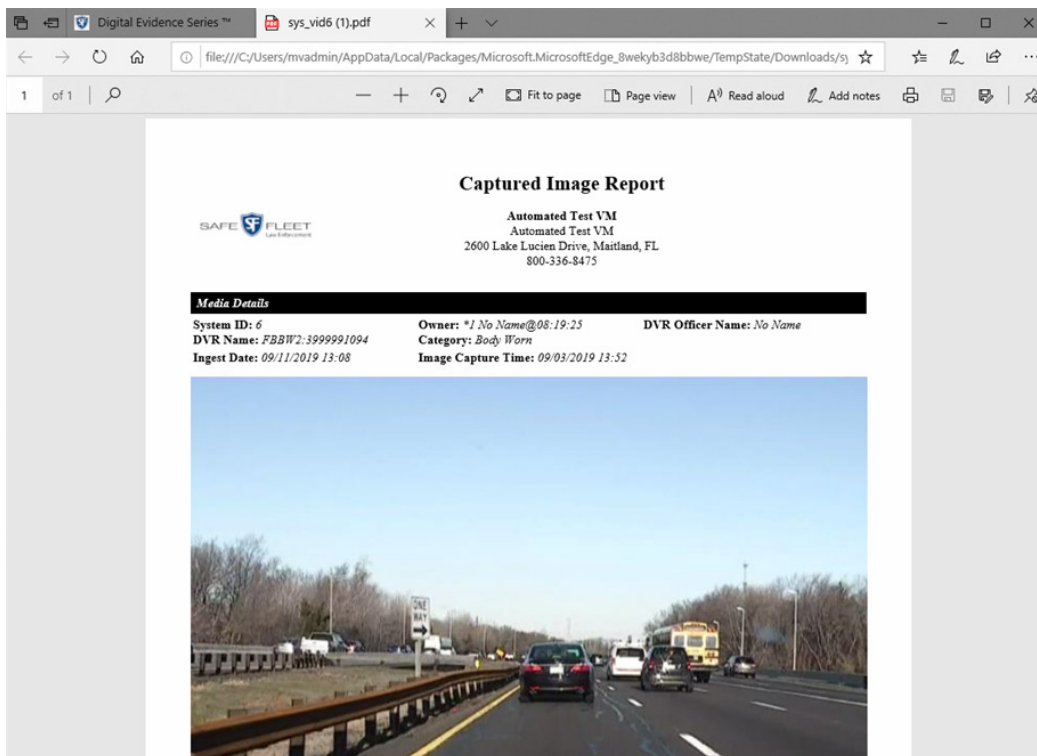 Digital Evidence Series ™
sys_vid6 (1).pdf
file:///C:/Users/mvadmin/AppData/Local/Packages/Microsoft.MicrosoftEdge_8wekyb3d8bbwe/TempState/Downloads/sy
1 of 1
Fit to page
Page view
Read aloud
Add notes
Captured Image Report
SAFE SF FLEET
Law Enforcement
Automated Test VM
Automated Test VM
2600 Lake Lucien Drive, Maitland, FL
800-336-8475
Media Details
System ID: 6 Owner: *1 No Name@08:19:25 DVR Officer Name: No Name
DVR Name: FBBW2:3999991094 Category: Body Worn
Ingest Date: 09/11/2019 13:08 Image Capture Time: 09/03/2019 13:52
ONE
WAY